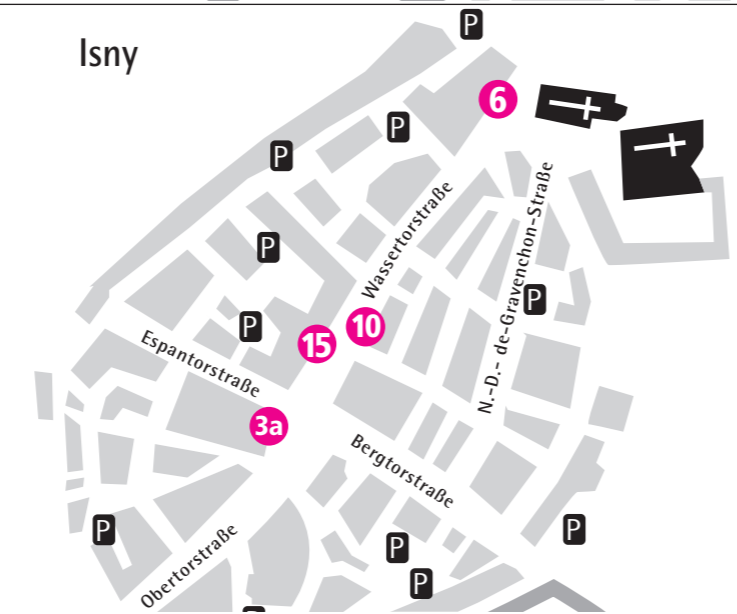 Isny
P
6
P
P
Wassertorstraße
N.-D.- de-Gravenchon-Straße
P
P
P
10
15
Espantorstraße
3a
Bergtorstraße
P
P
Obertorstraße
P
P